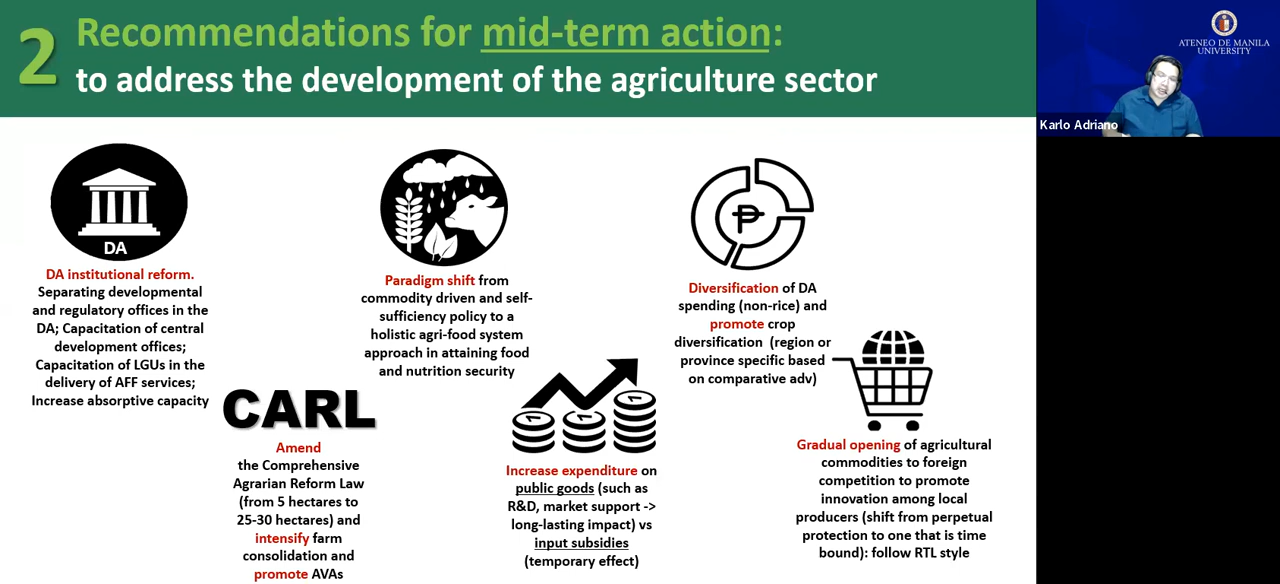 2
Recommendations for mid-term action:
to address the development of the agriculture sector
ATENEO DE MANILA
UNIVERSITY
Karlo Adriano
DA
DA institutional reform.
Separating developmental
and regulatory offices in the
DA; Capacitation of central
development offices;
Capacitation of LGUs in the
delivery of AFF services;
Increase absorptive capacity
CARL
Amend
the Comprehensive
Agrarian Reform Law
(from 5 hectares to
25-30 hectares) and
intensify farm
consolidation and
promote AVAs
Paradigm shift from
commodity driven and self-
sufficiency policy to a
holistic agri-food system
approach in attaining food
and nutrition security
1
1
1
Increase expenditure on
public goods (such as
R&D, market support ->
long-lasting impact) vs
input subsidies
(temporary effect)
₱
Diversification of DA
spending (non-rice) and
promote crop
diversification (region or
province specific based
on comparative adv)
Gradual opening of agricultural
commodities to foreign
competition to promote
innovation among local
producers (shift from perpetual
protection to one that is time
bound): follow RTL style